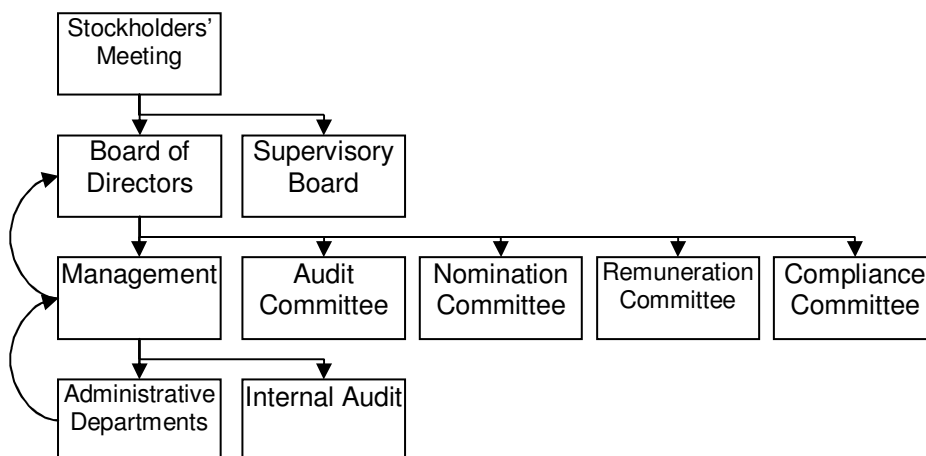 Stockholders'
Meeting
Board of
Directors
Supervisory
Board
Management
Audit
Committee
Nomination
Committee
Remuneration
Committee
Compliance
Committee
Administrative
Departments
Internal Audit